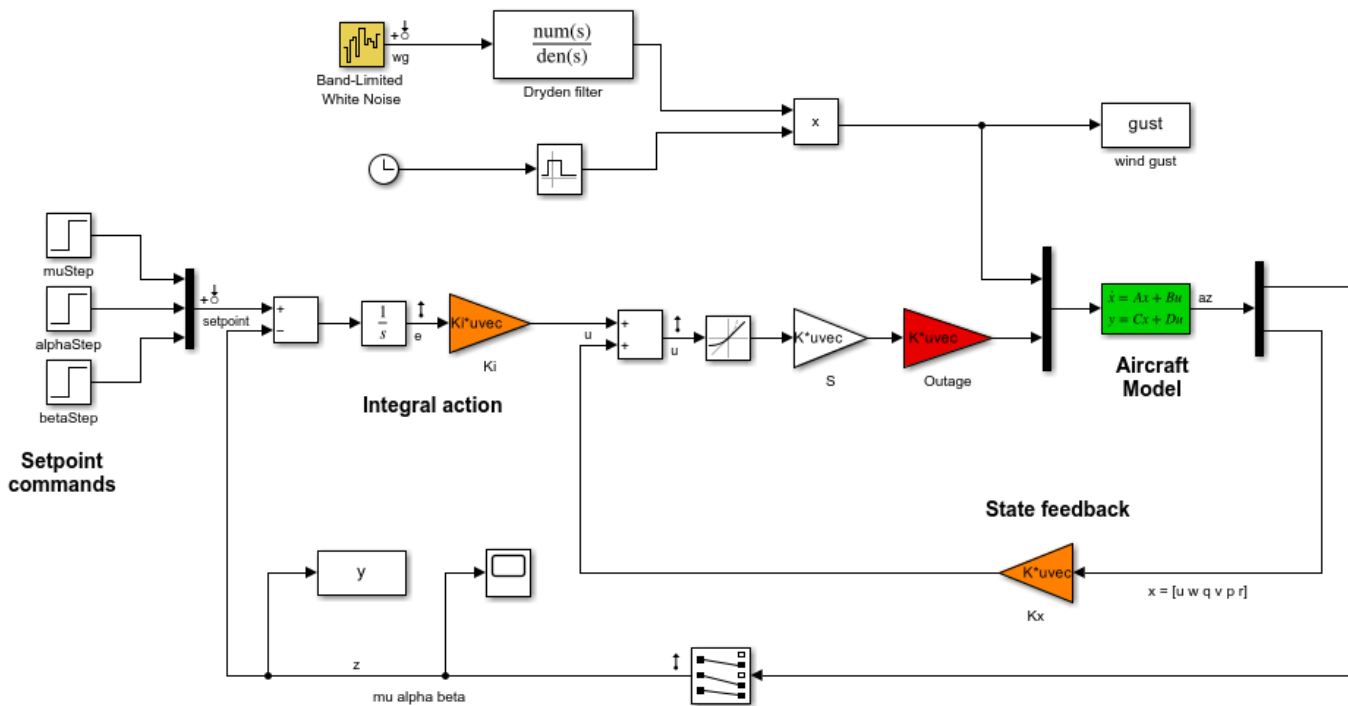 num(s)
den(s)
wg
Band-Limited
White Noise
Dryden filter
x
gust
wind gust
muStep
alphaStep
betaStep
Setpoint
commands
setpoint
+
−
1
s
e
Ki*uvec
Ki
Integral action
u
+
+
u
K*uvec
S
K*uvec
Outage
ẋ = Ax + Bu
y = Cx + Du
az
Aircraft
Model
State feedback
K*uvec
Kx
x = [u w q v p r]
y
z
mu alpha beta